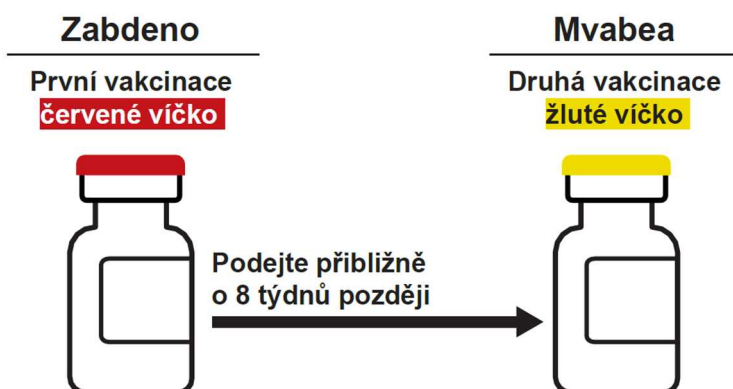 Zabdeno
První vakcinace
červené víčko
Mvabea
Druhá vakcinace
žluté víčko
Podejte přibližně
o 8 týdnů později